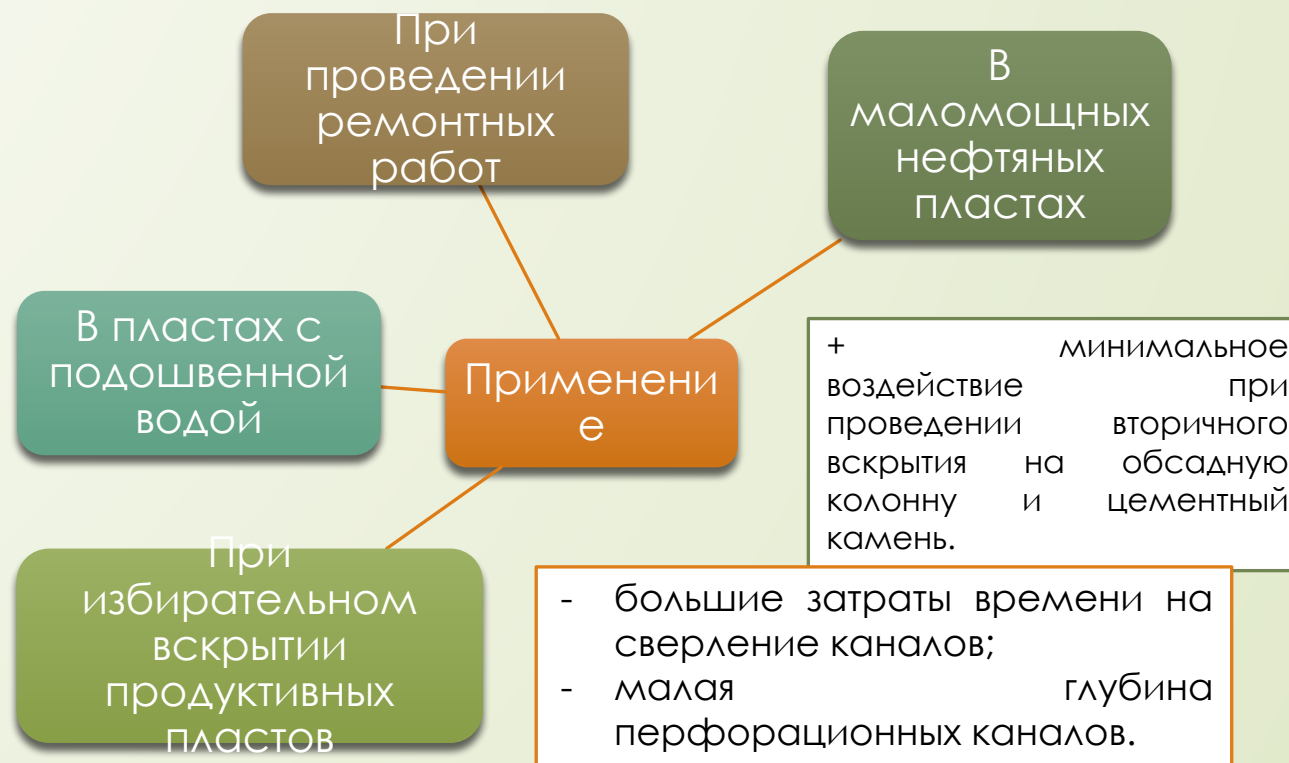 При
проведении
ремонтных
работ
В
маломощных
нефтяных
пластах
В пластах с
подошвенной
водой
Применени
е
+ минимальное
воздействие при
проведении вторичного
вскрытия на обсадную
колонну и цементный
камень.
При
избирательном
вскрытии
продуктивных
пластов
- большие затраты времени на
сверление каналов;
- малая глубина
перфорационных каналов.